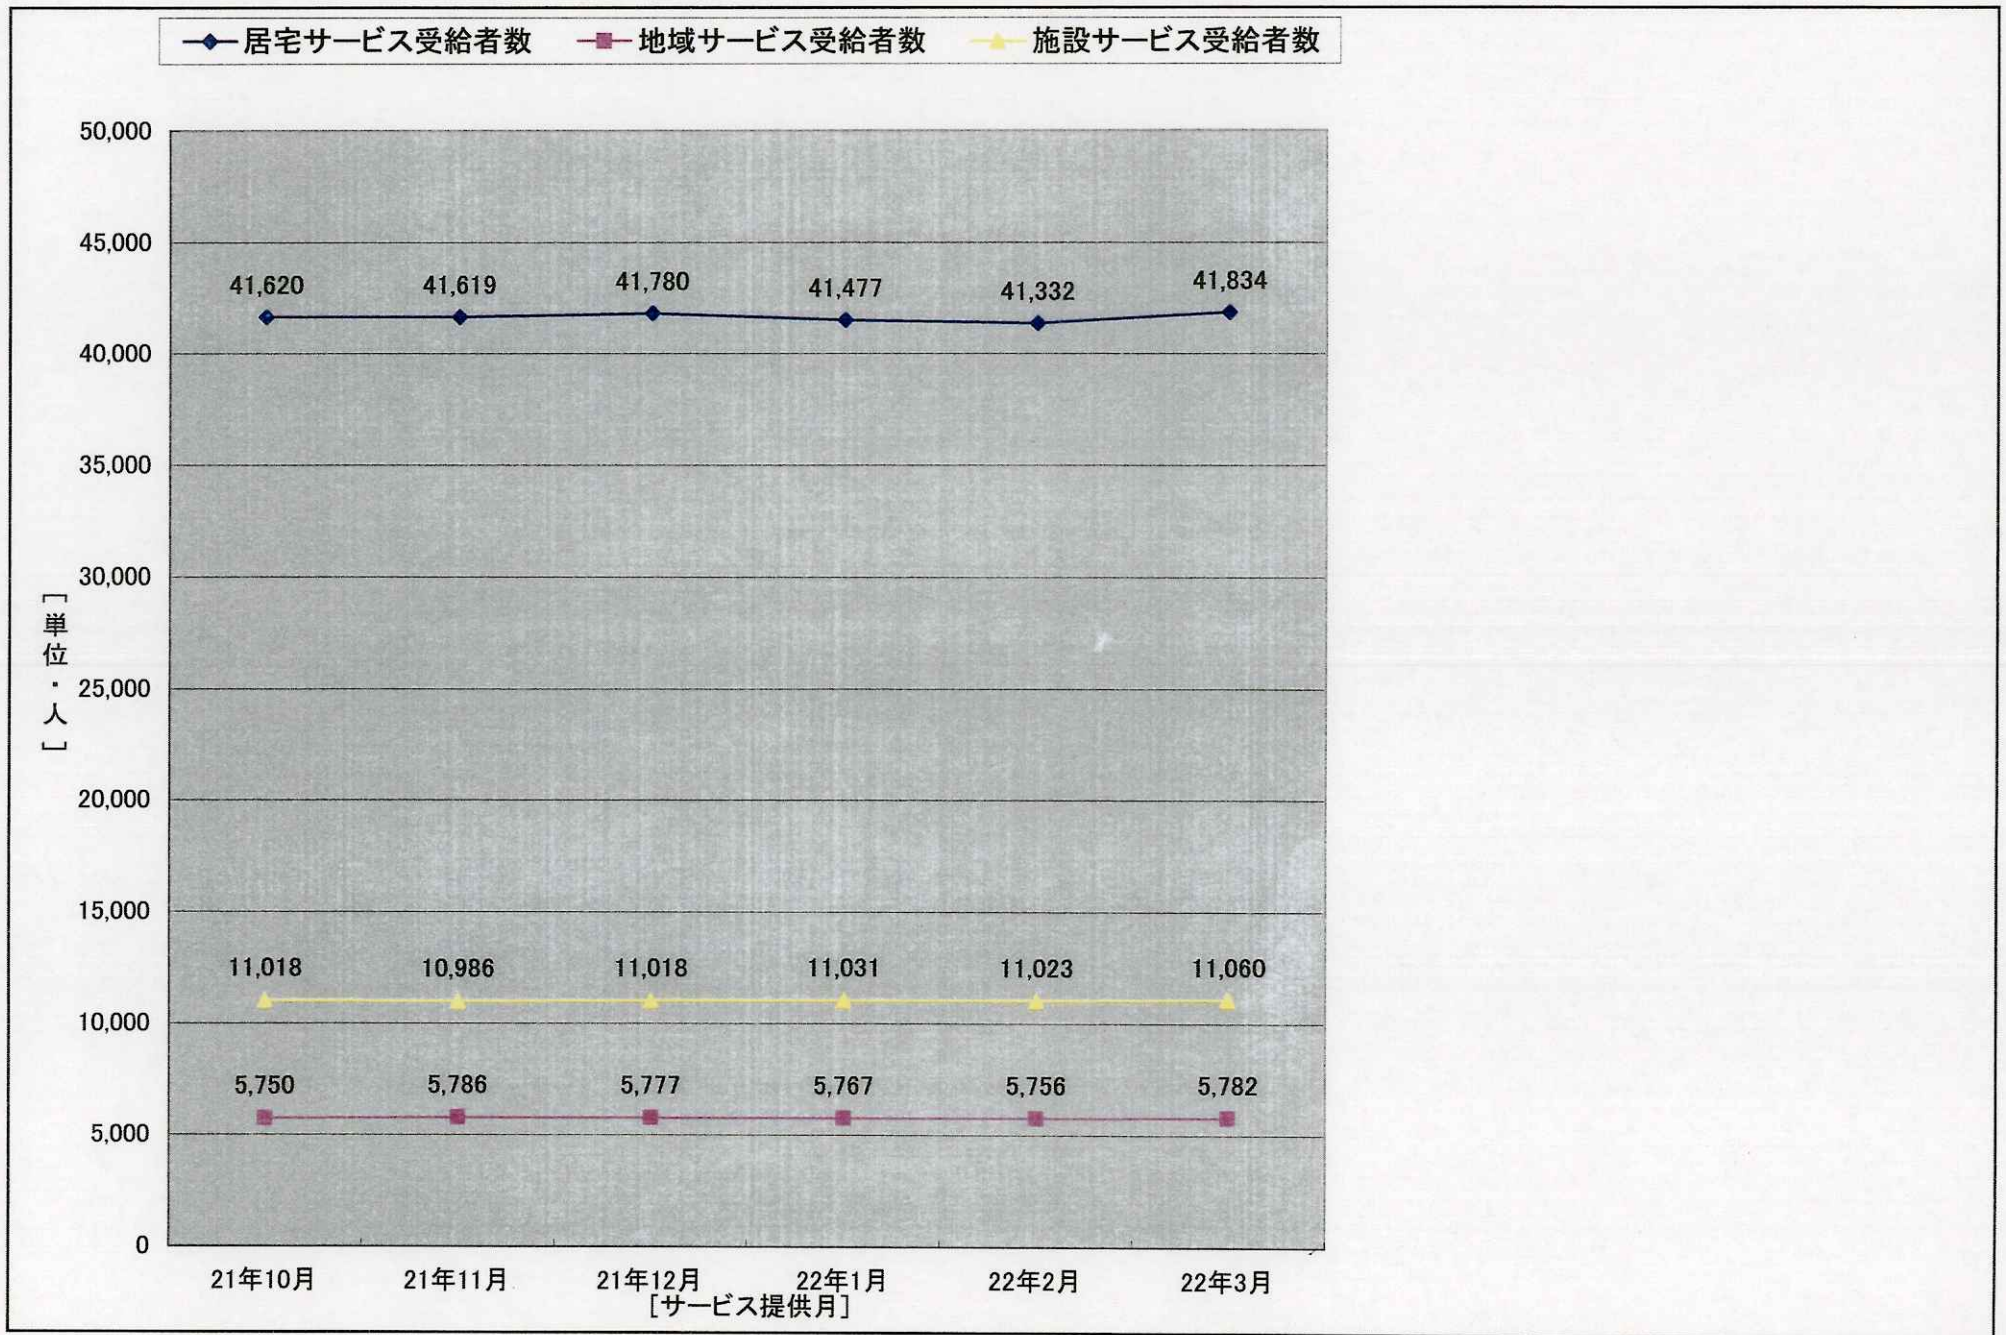 居宅サービス受給者数 地域サービス受給者数 施設サービス受給者数
50,000
45,000
41,620 41,619 41,780 41,477 41,332 41,834
40,000
35,000
30,000
[単位・人]
25,000
20,000
15,000
11,018 10,986 11,018 11,031 11,023 11,060
10,000
5,750 5,786 5,777 5,767 5,756 5,782
5,000
0
21年10月 21年11月 21年12月 22年1月 22年2月 22年3月
[サービス提供月]